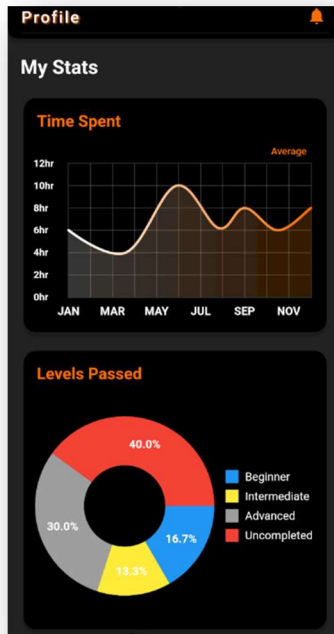 Profile
My Stats
Time Spent
Average
12hr
10hr
8hr
6hr
4hr
2hr
0hr
JAN MAR MAY JUL SEP NOV
Levels Passed
40.0%
30.0%
16.7%
13.3%
Beginner
Intermediate
Advanced
Uncompleted